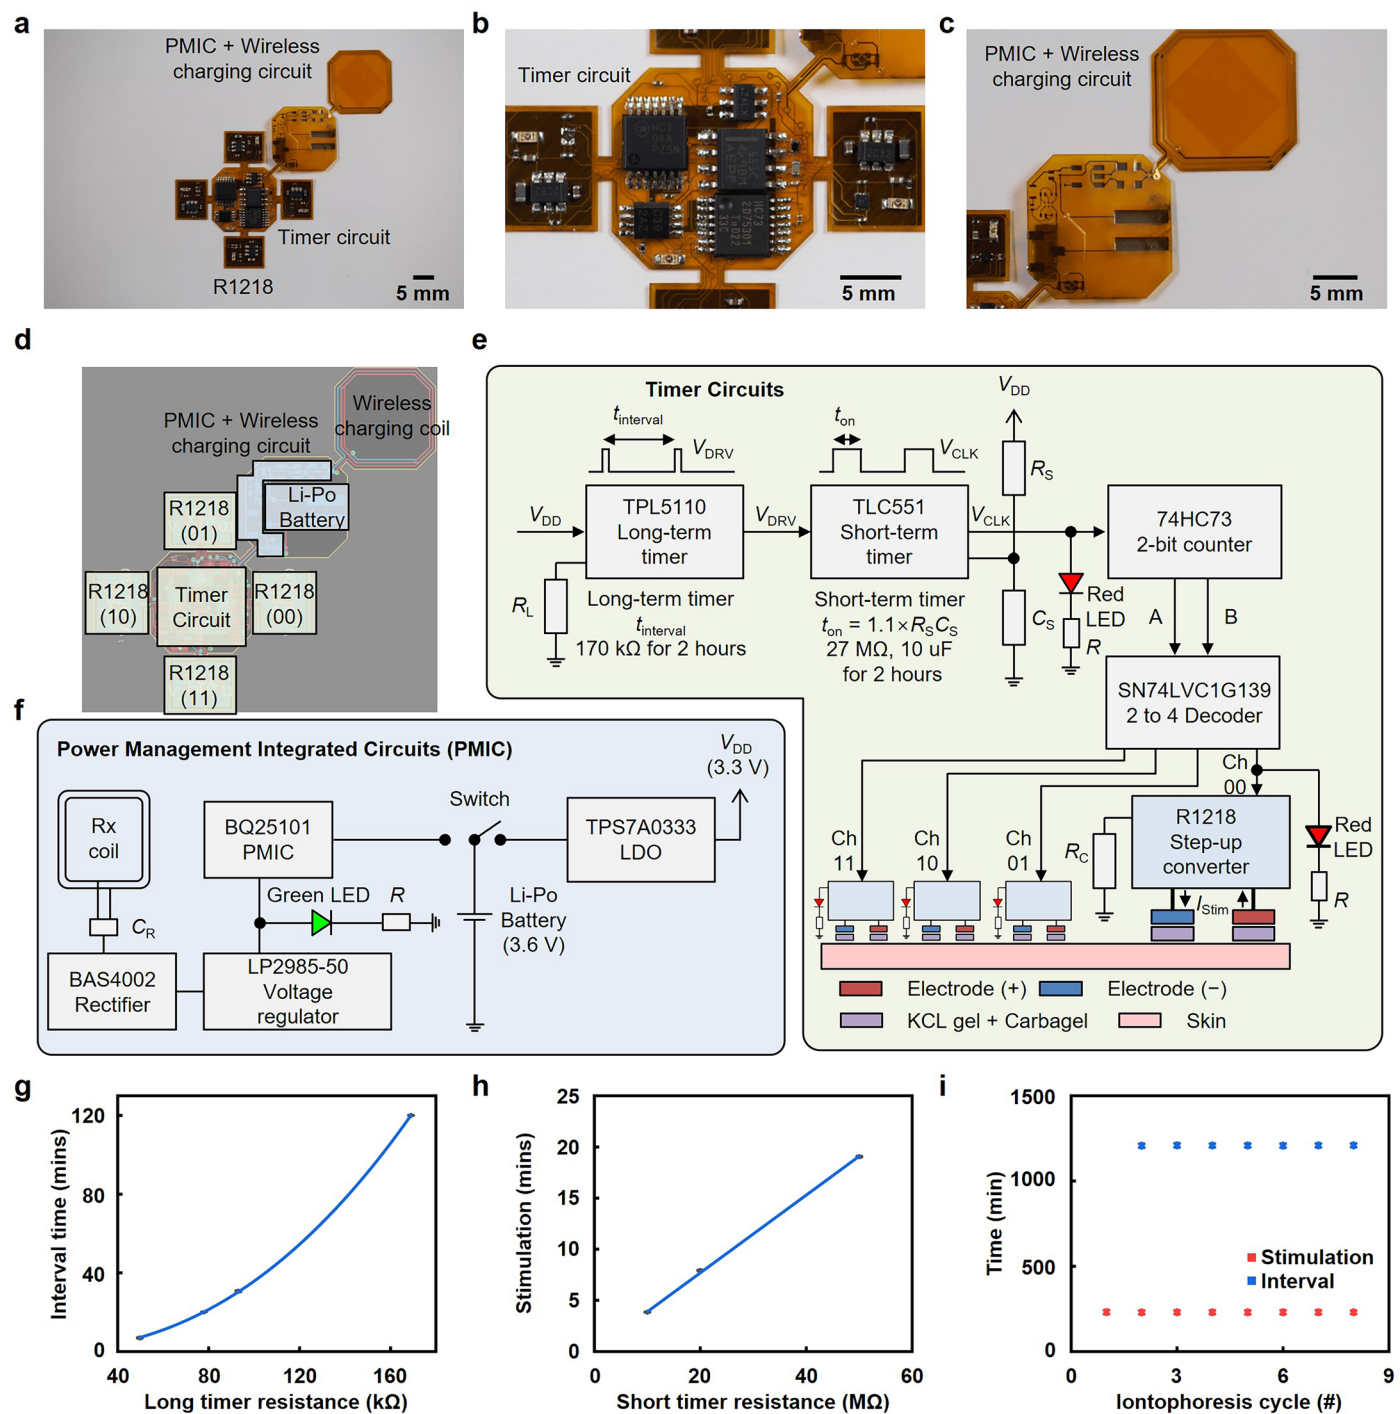 a
PMIC + Wireless
charging circuit
Timer circuit
R1218
5 mm
b
Timer circuit
5 mm
c
PMIC + Wireless
charging circuit
5 mm
d
PMIC + Wireless
charging circuit
Wireless
charging coil
Li-Po
Battery
R1218
(01)
R1218
(10)
Timer
Circuit
R1218
(00)
R1218
(11)
e
Timer Circuits
tinterval
VDRV
ton
VCLK
VDD
RS
VDD
TPL5110
Long-term
timer
VDRV
TLC551
Short-term
timer
VCLK
74HC73
2-bit counter
RL
Long-term timer
tinterval
170 kΩ for 2 hours
Short-term timer
ton = 1.1×RSCS
27 MΩ, 10 uF
for 2 hours
CS
Red
LED
R
A
B
SN74LVC1G139
2 to 4 Decoder
Ch
00
Ch
11
Ch
10
Ch
01
RC
R1218
Step-up
converter
Red
LED
R
IStim
Electrode (+)
Electrode (−)
KCL gel + Carbagel
Skin
f
Power Management Integrated Circuits (PMIC)
VDD
(3.3 V)
Rx
coil
BQ25101
PMIC
Switch
TPS7A0333
LDO
Green LED
R
Li-Po
Battery
(3.6 V)
CR
BAS4002
Rectifier
LP2985-50
Voltage
regulator
g
Interval time (mins)
120
80
40
0
40
80
120
160
Long timer resistance (kΩ)
h
Stimulation (mins)
25
20
15
10
5
0
0
20
40
60
Short timer resistance (MΩ)
i
Time (min)
1500
1000
500
0
Stimulation
Interval
0
3
6
9
Iontophoresis cycle (#)